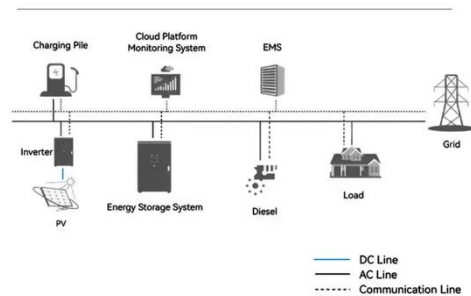 Charging Pile
Cloud Platform
Monitoring System
EMS
Inverter
Grid
PV
Energy Storage System
Diesel
Load
DC Line
AC Line
Communication Line